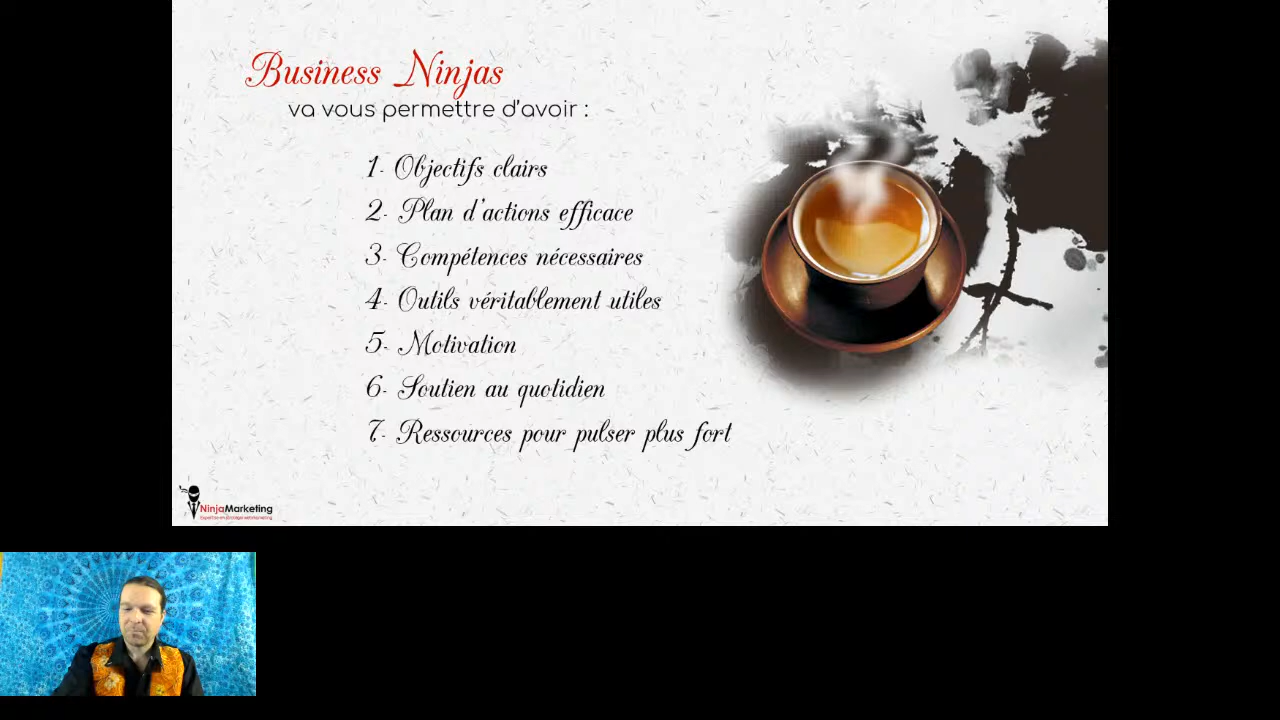 Business Ninjas
va vous permettre d'avoir :
1- Objectifs clairs
2- Plan d'actions efficace
3- Compétences nécessaires
4- Outils véritablement utiles
5- Motivation
6- Soutien au quotidien
7- Ressources pour pulser plus fort
NinjaMarketing